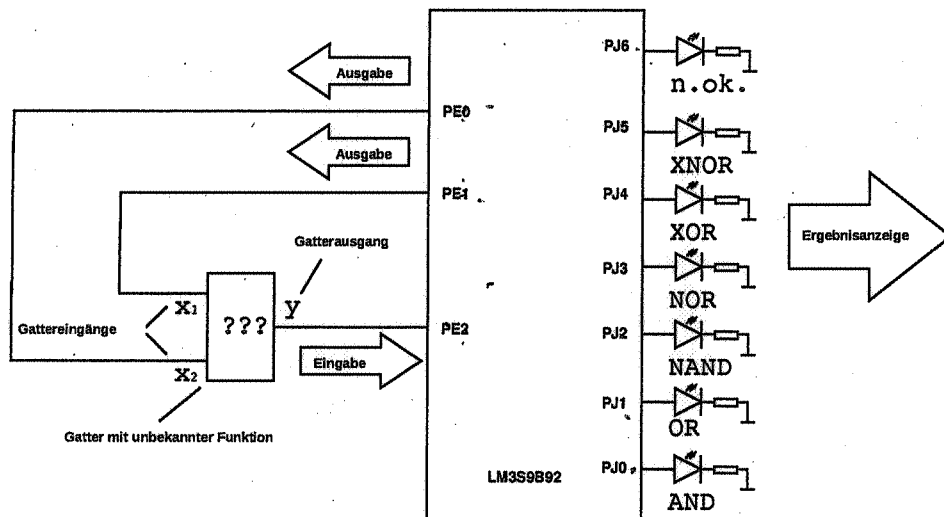 PJ6
n.ok.
Ausgabe
PE0
PJ5
XNOR
Ausgabe
PE1
PJ4
XOR
Ergebnisanzeige
Gatterausgang
PJ3
NOR
x1
y
Gattereingänge
???
PE2
PJ2
NAND
Eingabe
x2
PJ1
OR
Gatter mit unbekannter Funktion
PJ0
LM3S9B92
AND